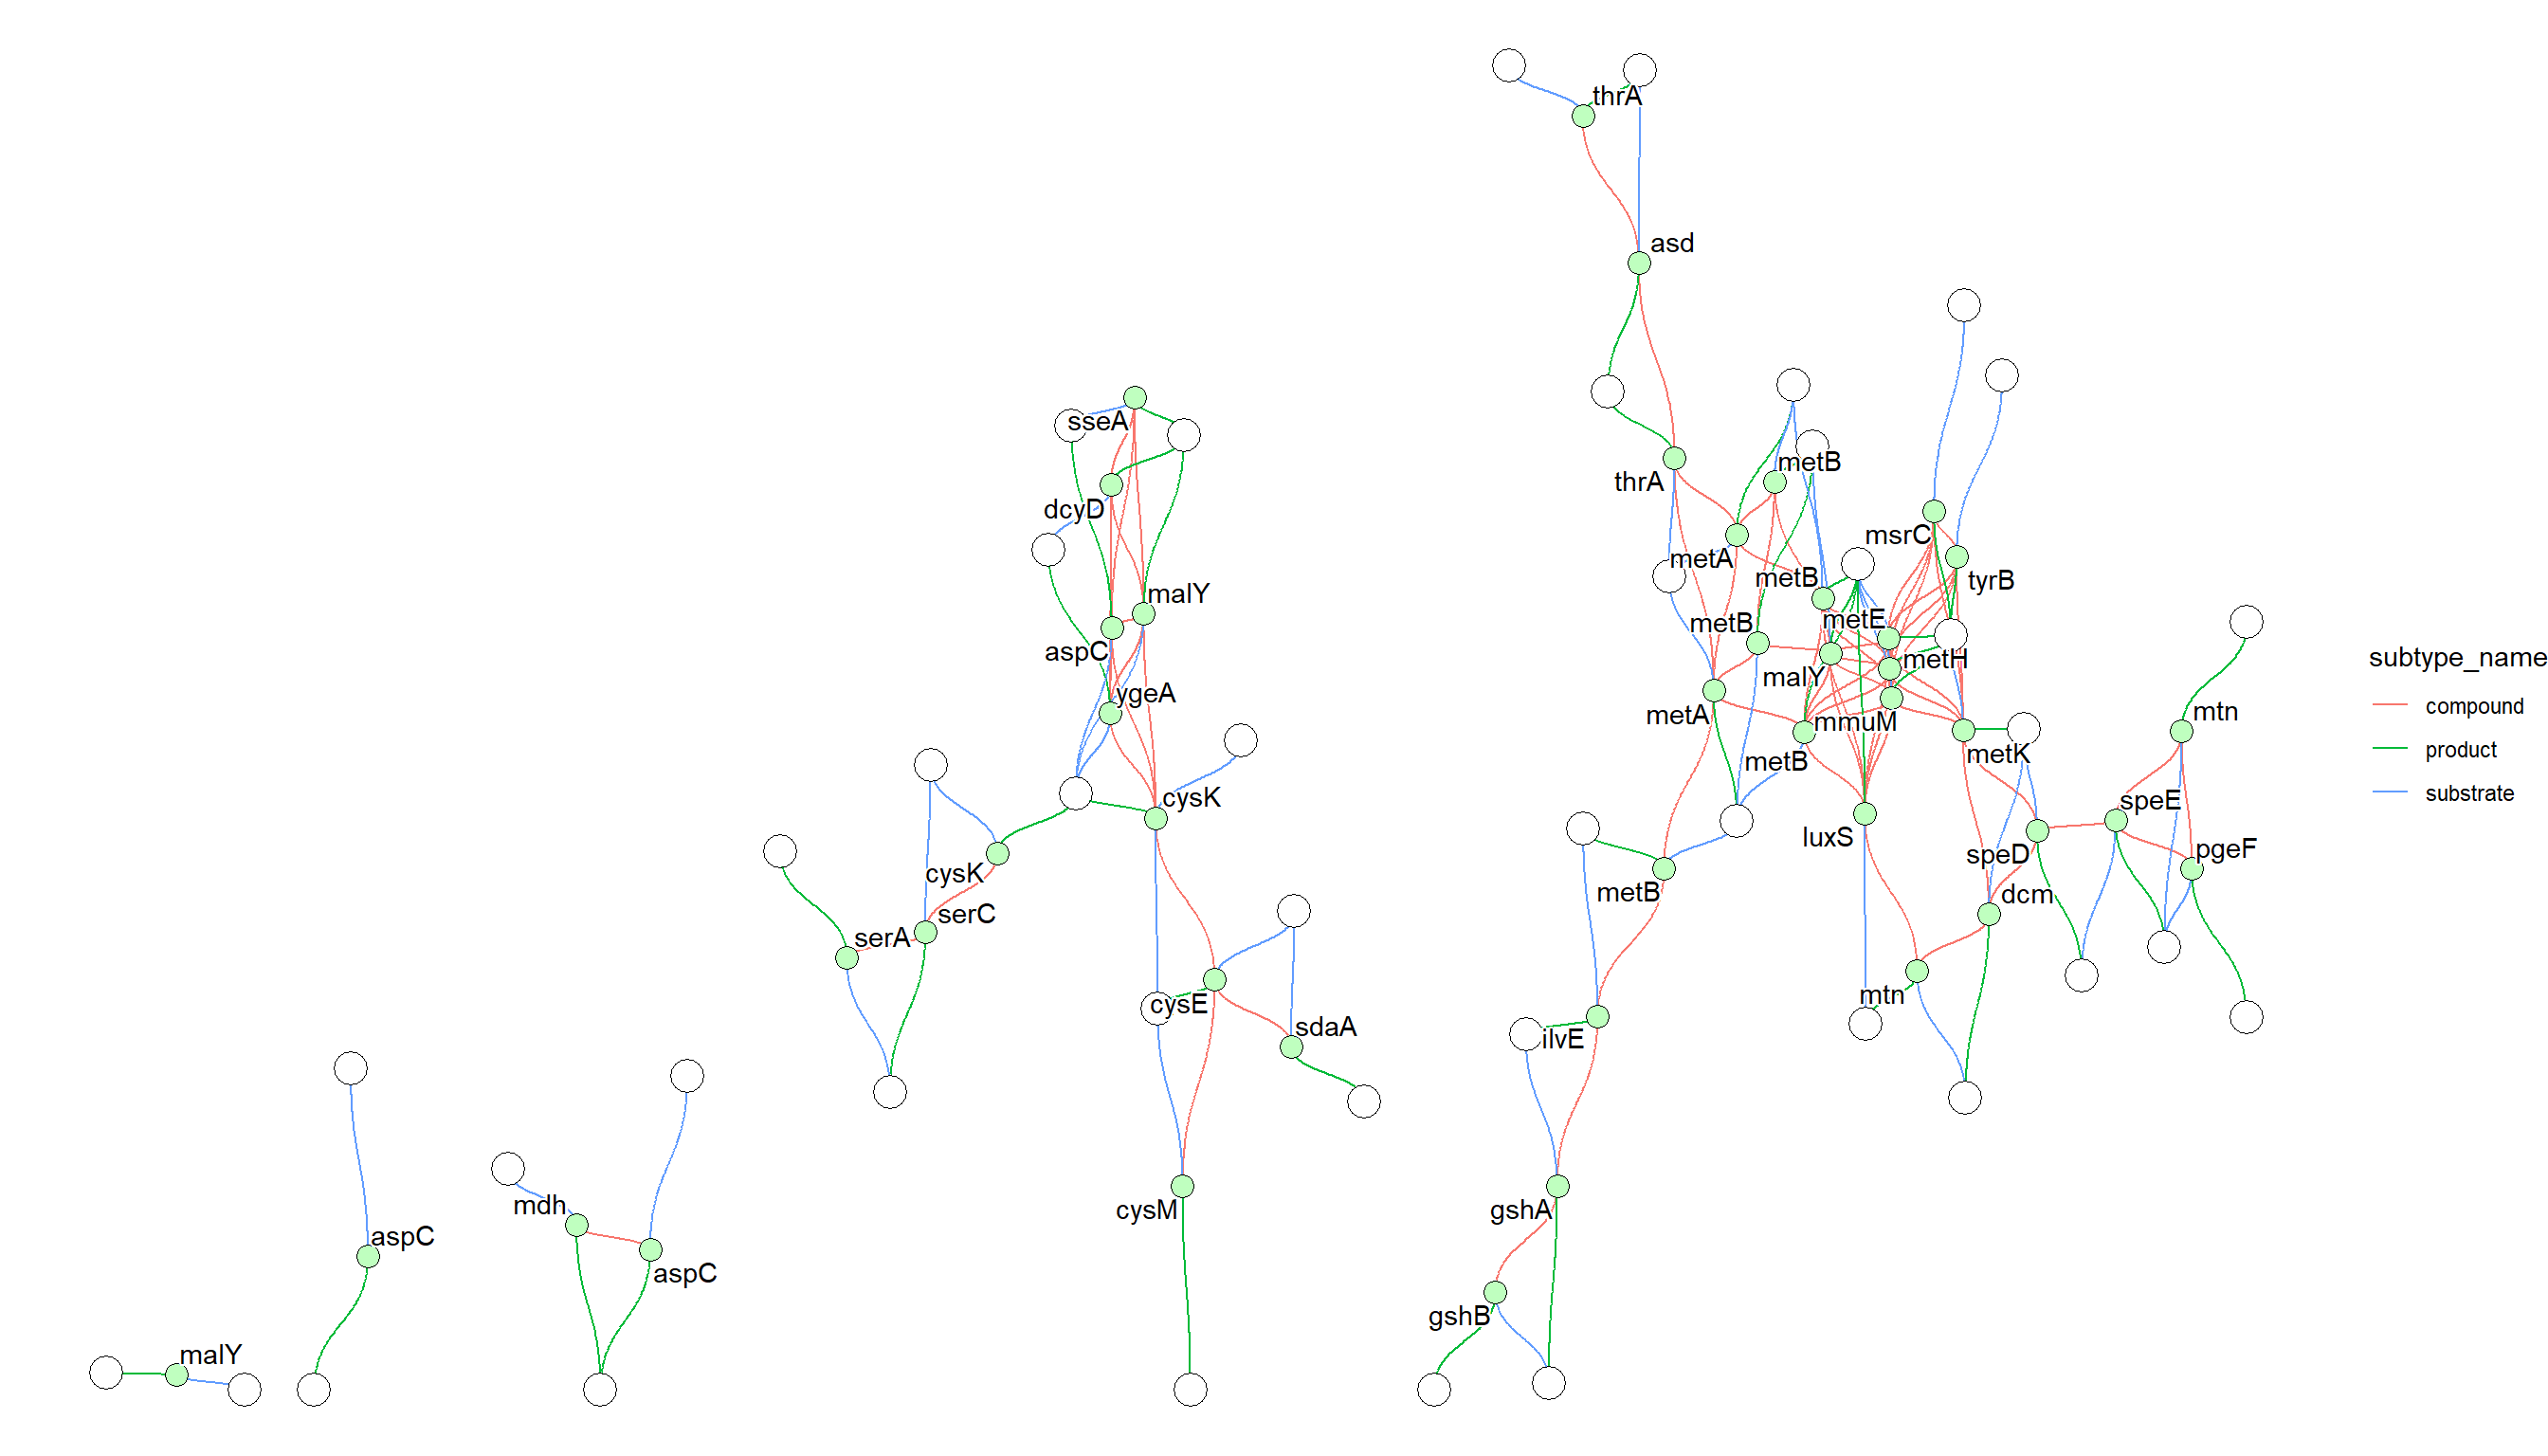 thrA
asd
sseA
metB
thrA
dcyD
msrC
metA
metB
tyrB
malY
metE
metB
aspC
metH
subtype_name
malY
ygeA
compound
metA
mmuM
mtn
product
metK
metB
substrate
cysK
speE
luxS
speD
pgeF
cysK
metB
dcm
serC
serA
mtn
cysE
sdaA
ilvE
mdh
cysM
gshA
aspC
aspC
gshB
malY